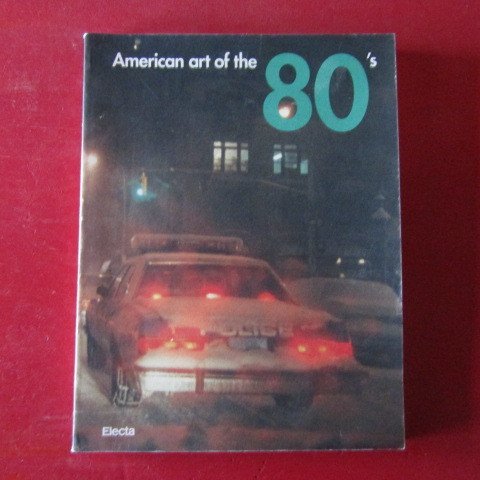 American art of the 80's
POLICE
Electa